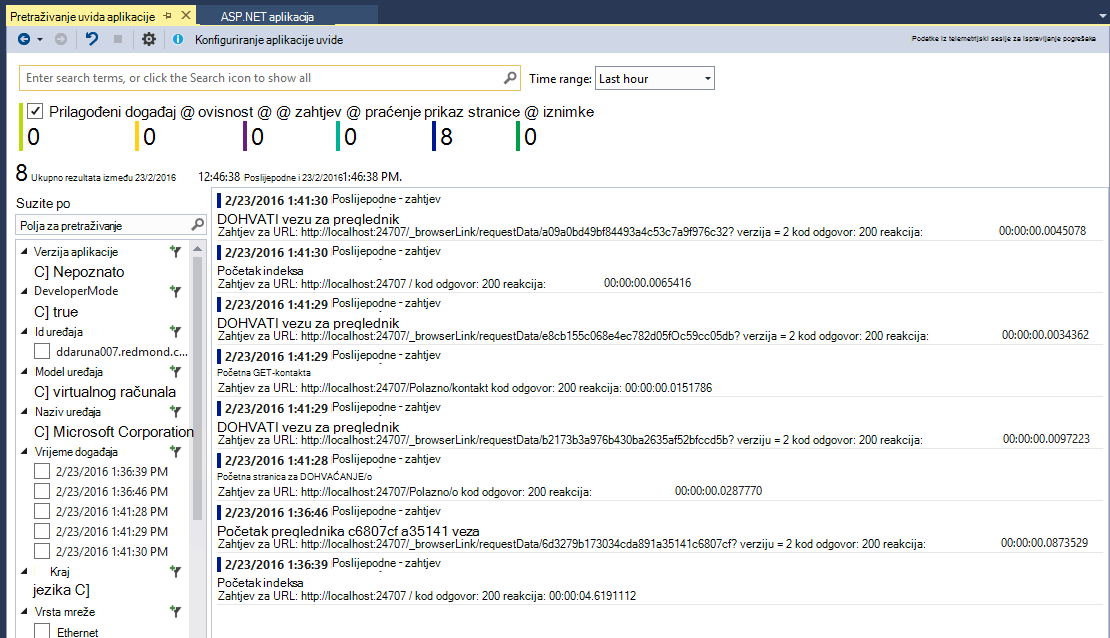 Pretraživanje uvida aplikacije
ASP.NET aplikacija
Konfiguriranje aplikacije uvide
Podatke iz telemetrijski sesije za ispravljanje pogrešaka
Enter search terms, or click the Search icon to show all
Time range: Last hour
Prilagođeni događaj @ ovisnost @ @ zahtjev @ praćenje prikaz stranice @ iznimke
0 0 0 0 8 0
8 Ukupno rezultata između 23/2/2016 12:46:38 Poslijepodne i 23/2/2016 1:46:38 PM.
Suzite po
Polja za pretraživanje
Verzija aplikacije
C] Nepoznato
DeveloperMode
C] true
Id uređaja
ddaruna007.redmond.c...
Model uređaja
C] virtualnog računala
Naziv uređaja
C] Microsoft Corporation
Vrijeme događaja
2/23/2016 1:36:39 PM
2/23/2016 1:36:46 PM
2/23/2016 1:41:28 PM
2/23/2016 1:41:29 PM
2/23/2016 1:41:30 PM
Kraj
jezika C]
Vrsta mreže
Ethernet
2/23/2016 1:41:30 Poslijepodne - zahtjev
DOHVATI vezu za preglednik
Zahtjev za URL: http://localhost:24707/_browserLink/requestData/a09a0bd49bf84493a4c53c7a9f976c32? verzija = 2 kod odgovor: 200 reakcija: 00:00:00.0045078
2/23/2016 1:41:30 Poslijepodne - zahtjev
Početak indeksa
Zahtjev za URL: http://localhost:24707 / kod odgovor: 200 reakcija: 00:00:00.0065416
2/23/2016 1:41:29 Poslijepodne - zahtjev
DOHVATI vezu za preglednik
Zahtjev za URL: http://localhost:24707/_browserLink/requestData/e8cb155c068e4ec782d05fOc59cc05db? verzija = 2 kod odgovor: 200 reakcija: 00:00:00.0034362
2/23/2016 1:41:29 Poslijepodne - zahtjev
Početna GET-kontakta
Zahtjev za URL: http://localhost:24707/Polazno/kontakt kod odgovor: 200 reakcija: 00:00:00.0151786
2/23/2016 1:41:29 Poslijepodne - zahtjev
DOHVATI vezu za preglednik
Zahtjev za URL: http://localhost:24707/_browserLink/requestData/b2173b3a976b430ba2635af52bfccd5b? verziju = 2 kod odgovor: 200 reakcija: 00:00:00.0097223
2/23/2016 1:41:28 Poslijepodne - zahtjev
Početna stranica za DOHVAĆANJE/o
Zahtjev za URL: http://localhost:24707/Polazno/o kod odgovor: 200 reakcija: 00:00:00.0287770
2/23/2016 1:36:46 Poslijepodne - zahtjev
Početak preglednika c6807cf a35141 veza
Zahtjev za URL: http://localhost:24707/_browserLink/requestData/6d3279b173034cda891a35141c6807cf? verziju = 2 kod odgovor: 200 reakcija: 00:00:00.0873529
2/23/2016 1:36:39 Poslijepodne - zahtjev
Početak indeksa
Zahtjev za URL: http://localhost:24707 / kod odgovor: 200 reakcija: 00:00:04.6191112